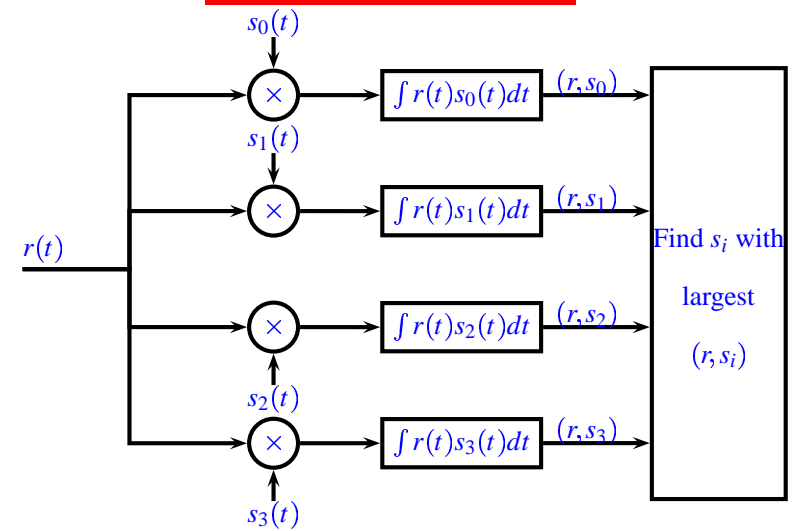 s₀(t)
× ∫ r(t)s₀(t)dt (r,s₀)
s₁(t)
× ∫ r(t)s₁(t)dt (r,s₁)
r(t)
Find sᵢ with
largest
(r,sᵢ)
× ∫ r(t)s₂(t)dt (r,s₂)
s₂(t)
× ∫ r(t)s₃(t)dt (r,s₃)
s₃(t)